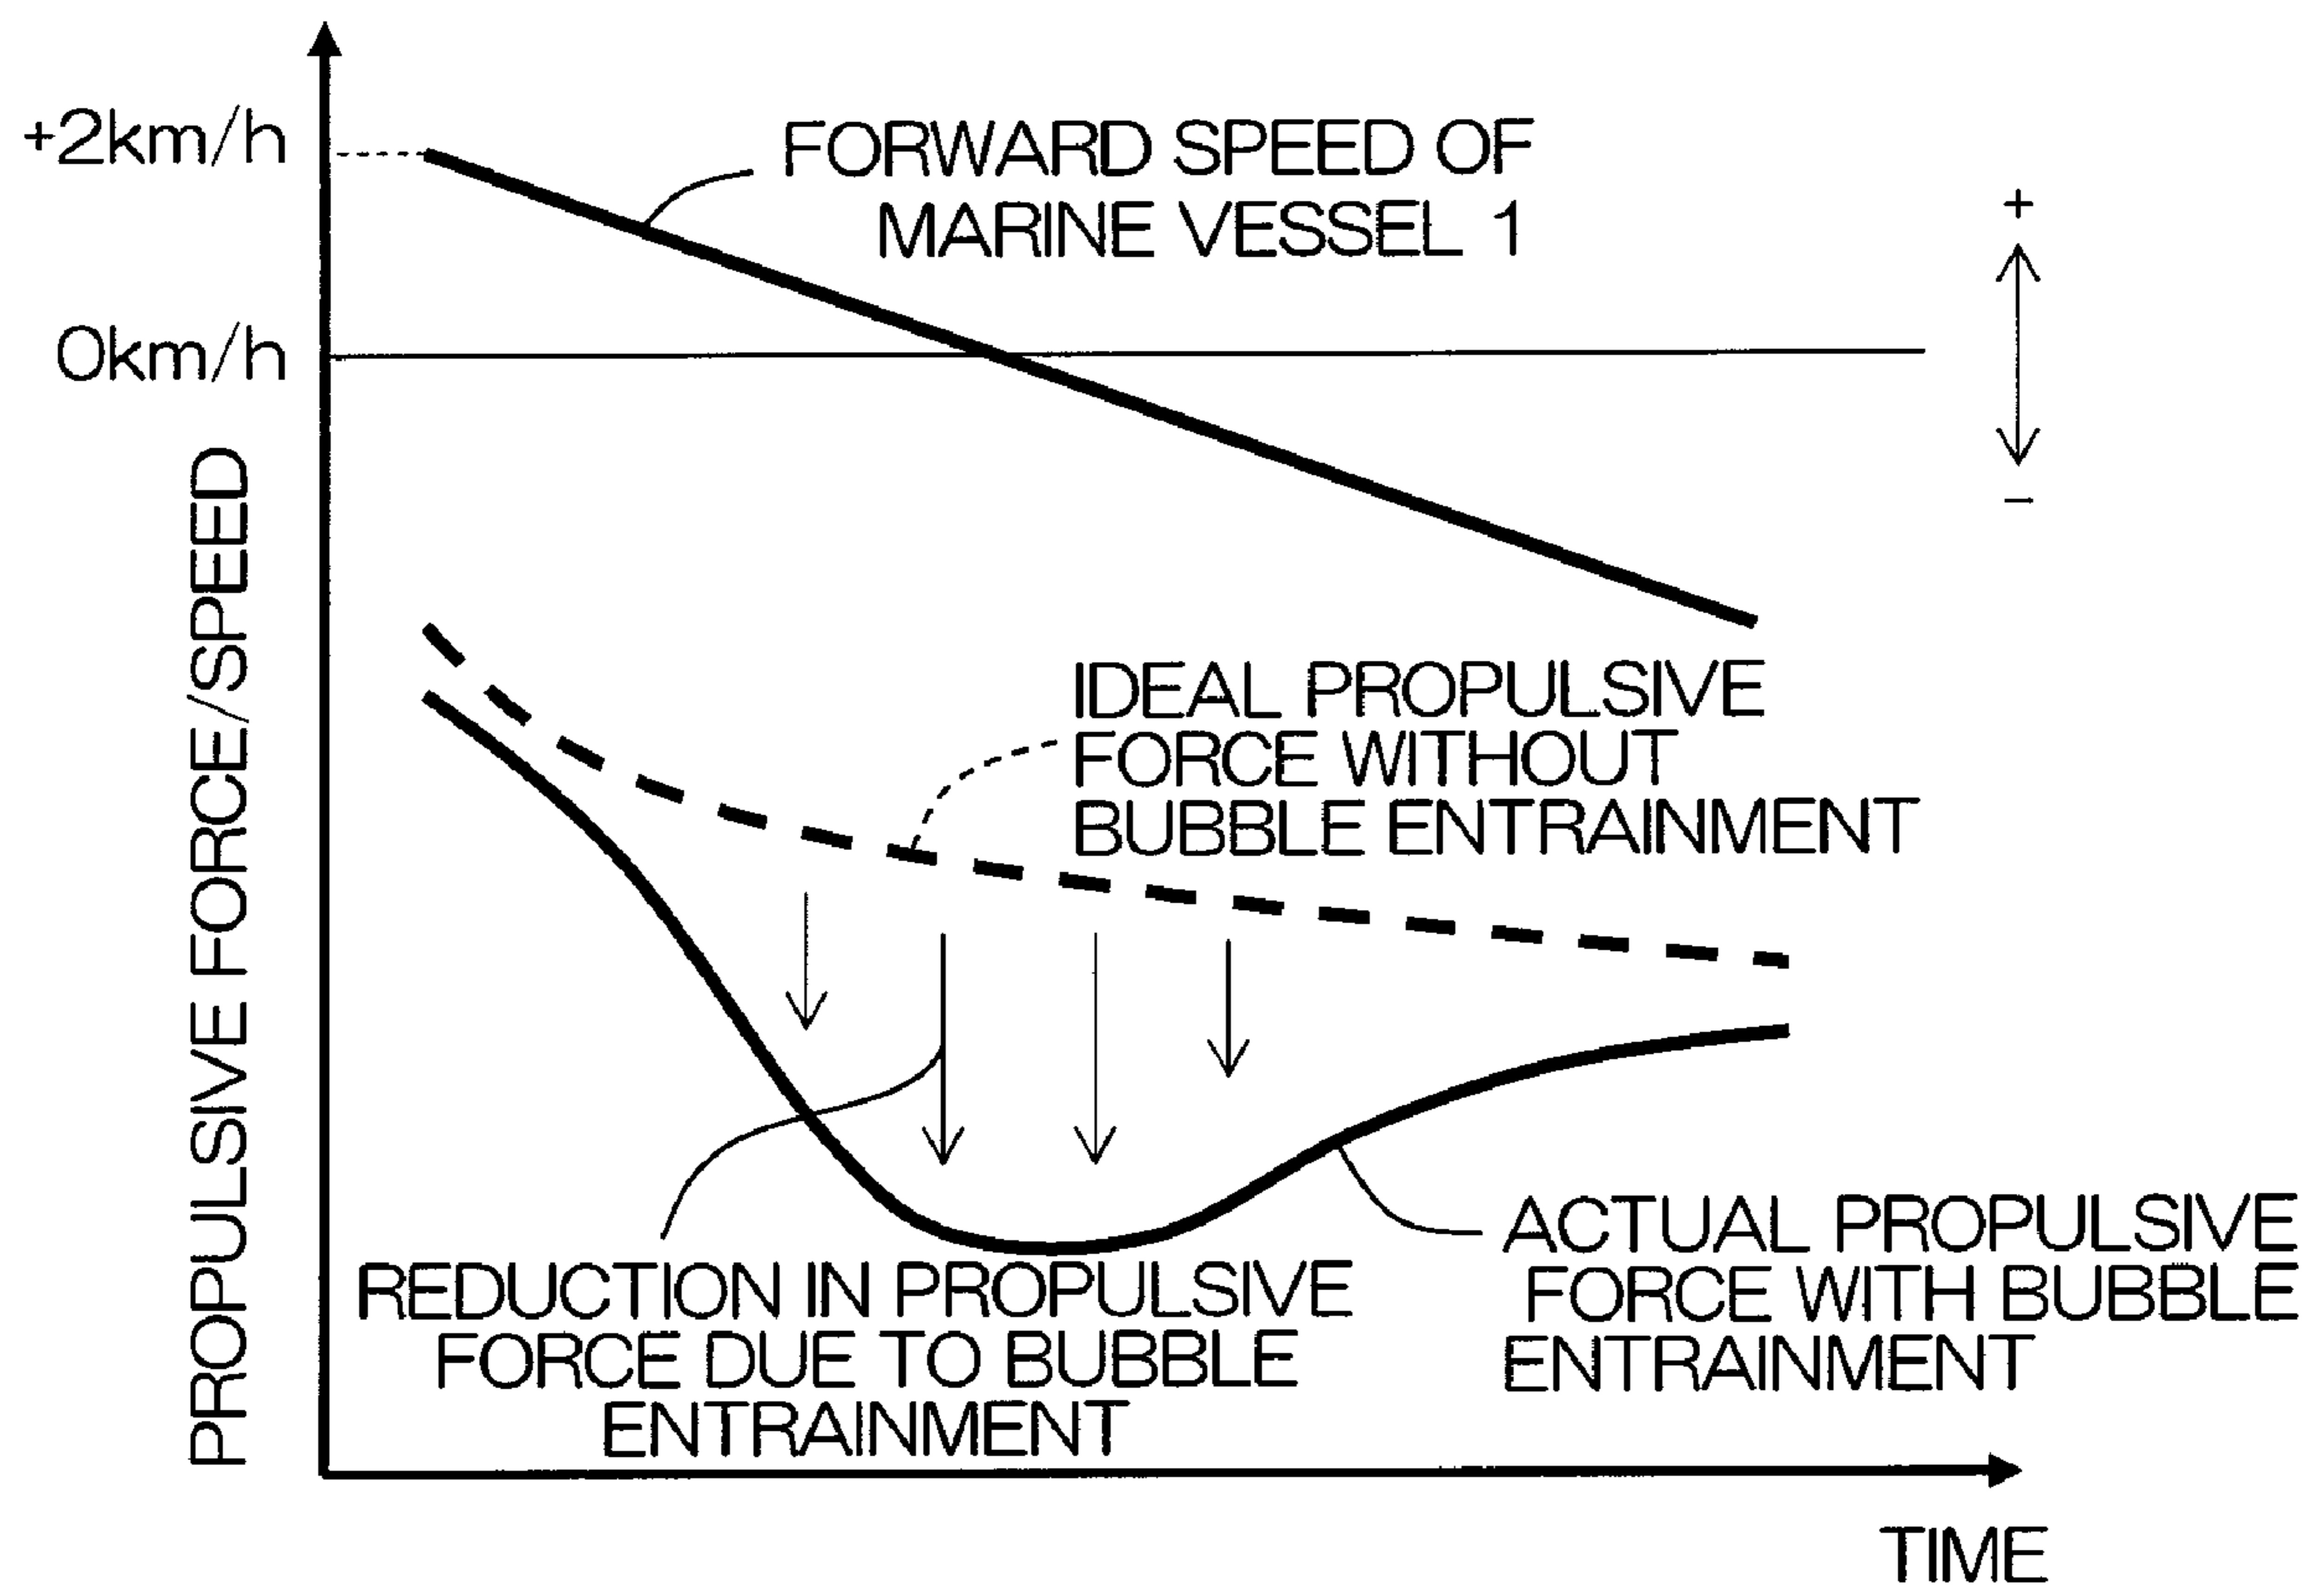 +2km/h
FORWARD SPEED OF
MARINE VESSEL 1
+
0km/h
−
PROPULSIVE FORCE/SPEED
IDEAL PROPULSIVE
FORCE WITHOUT
BUBBLE ENTRAINMENT
REDUCTION IN PROPULSIVE
FORCE DUE TO BUBBLE
ENTRAINMENT
ACTUAL PROPULSIVE
FORCE WITH BUBBLE
ENTRAINMENT
TIME